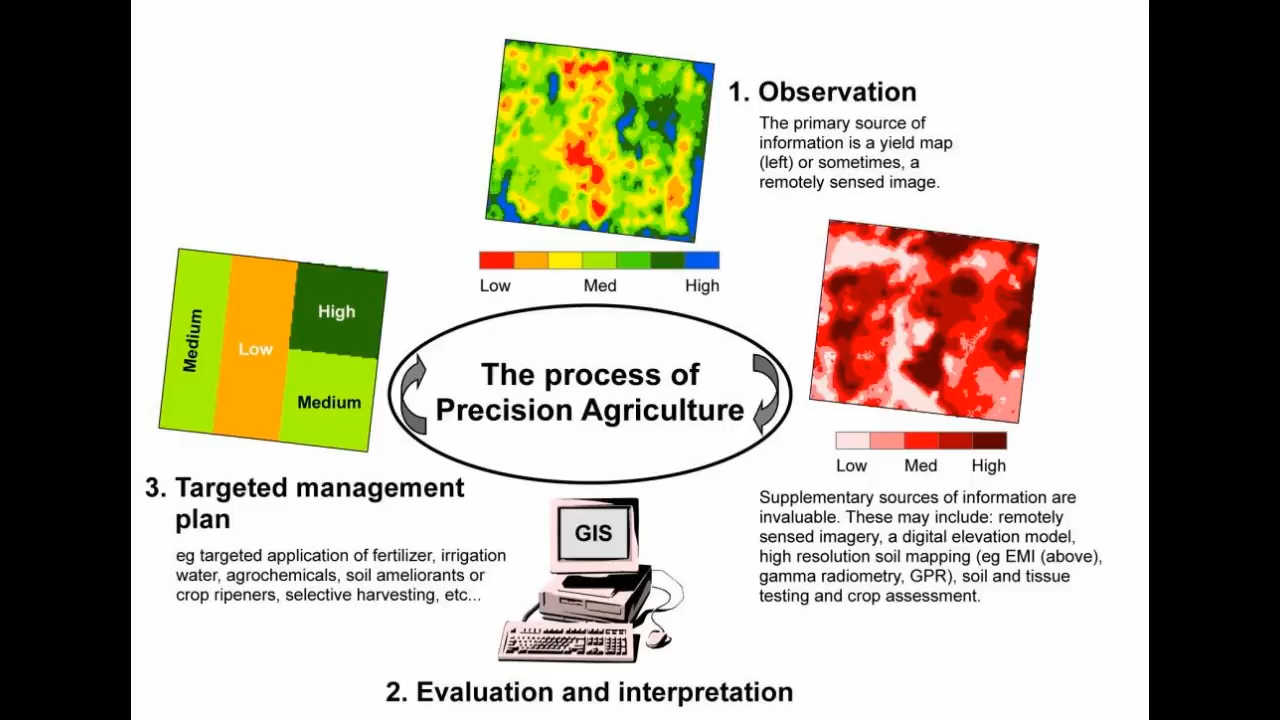 1. Observation
The primary source of
information is a yield map
(left) or sometimes, a
remotely sensed image.
Low Med High
Medium
Low
High
Medium
The process of
Precision Agriculture
Low Med High
Supplementary sources of information are
invaluable. These may include: remotely
sensed imagery, a digital elevation model,
high resolution soil mapping (eg EMI (above),
gamma radiometry, GPR), soil and tissue
testing and crop assessment.
3. Targeted management
plan
eg targeted application of fertilizer, irrigation
water, agrochemicals, soil ameliorants or
crop ripeners, selective harvesting, etc...
GIS
2. Evaluation and interpretation